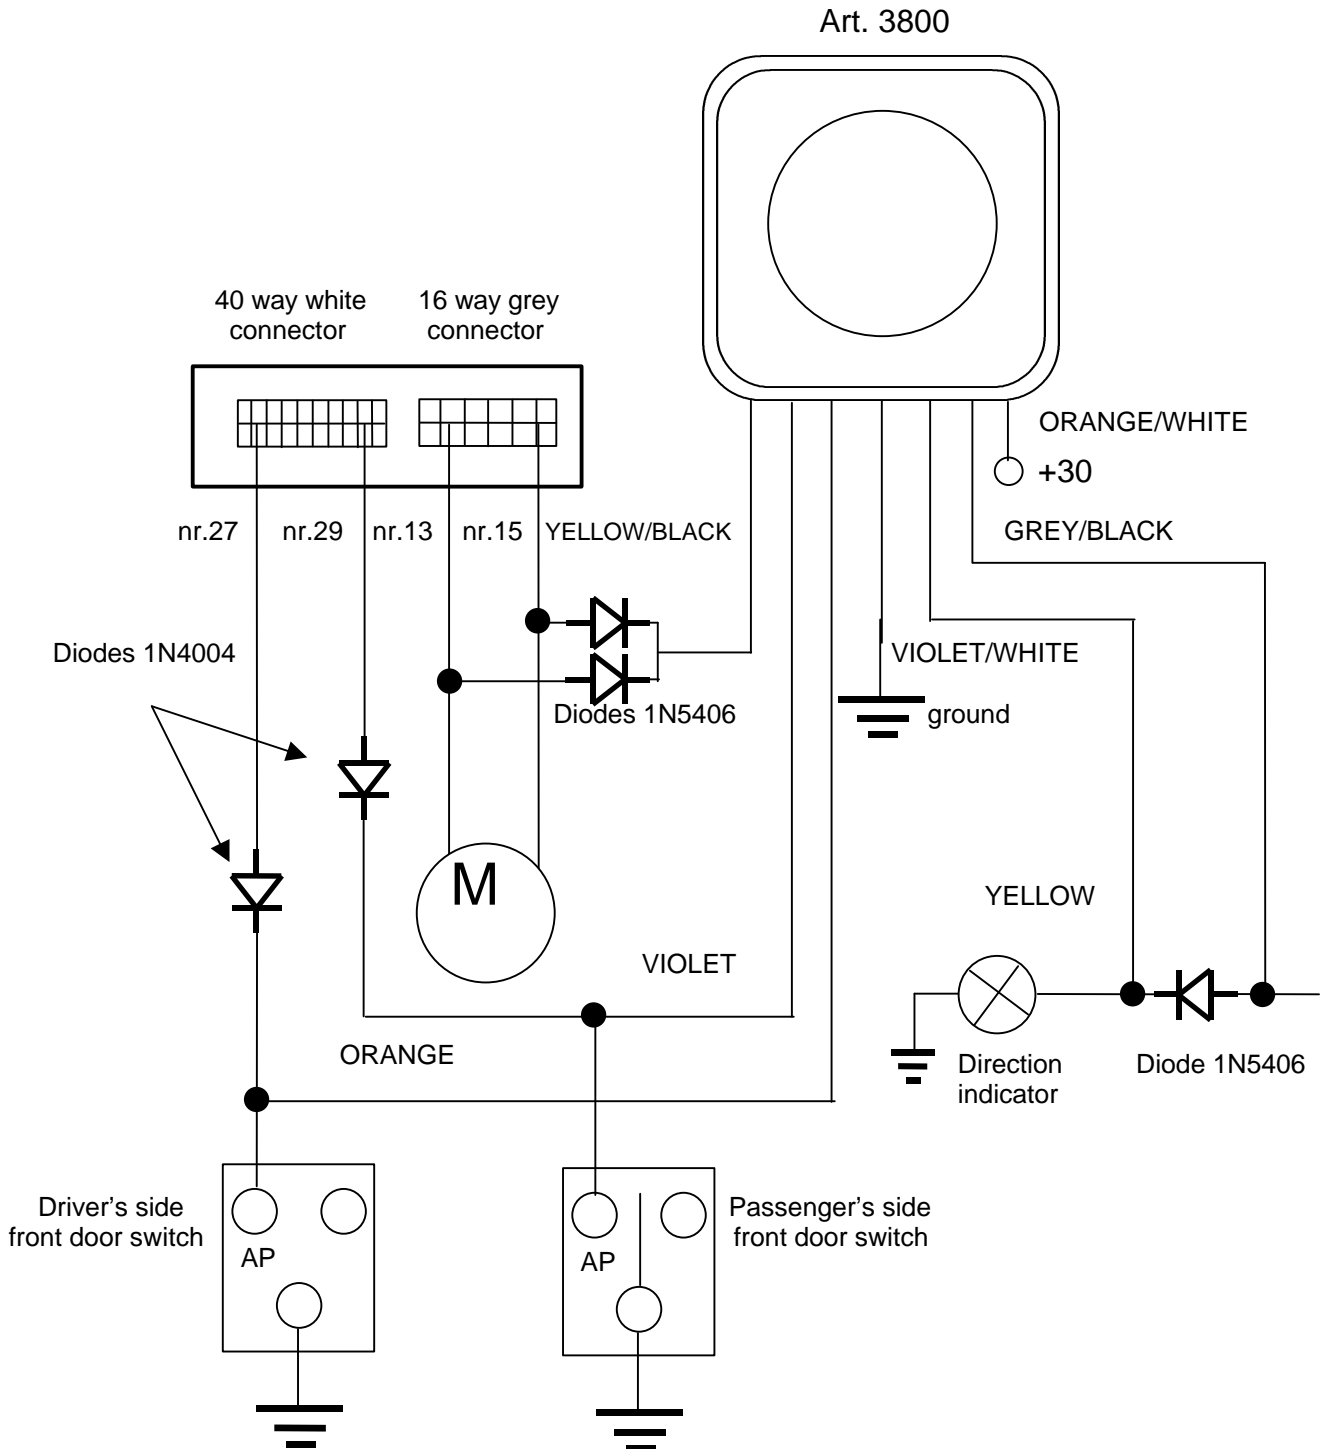 Art. 3800
40 way white
connector
16 way grey
connector
ORANGE/WHITE
+30
nr.27
nr.29
nr.13
nr.15
YELLOW/BLACK
GREY/BLACK
Diodes 1N4004
VIOLET/WHITE
Diodes 1N5406
ground
M
YELLOW
VIOLET
ORANGE
Direction
indicator
Diode 1N5406
Driver's side
front door switch
AP
AP
Passenger's side
front door switch